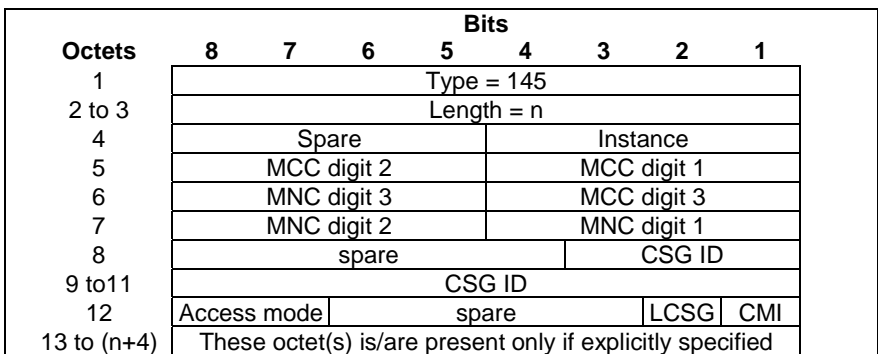 Bits
Octets 8 7 6 5 4 3 2 1
1 Type = 145
2 to 3 Length = n
4 Spare Instance
5 MCC digit 2 MCC digit 1
6 MNC digit 3 MCC digit 3
7 MNC digit 2 MNC digit 1
8 spare CSG ID
9 to11 CSG ID
12 Access mode spare LCSG CMI
13 to (n+4) These octet(s) is/are present only if explicitly specified